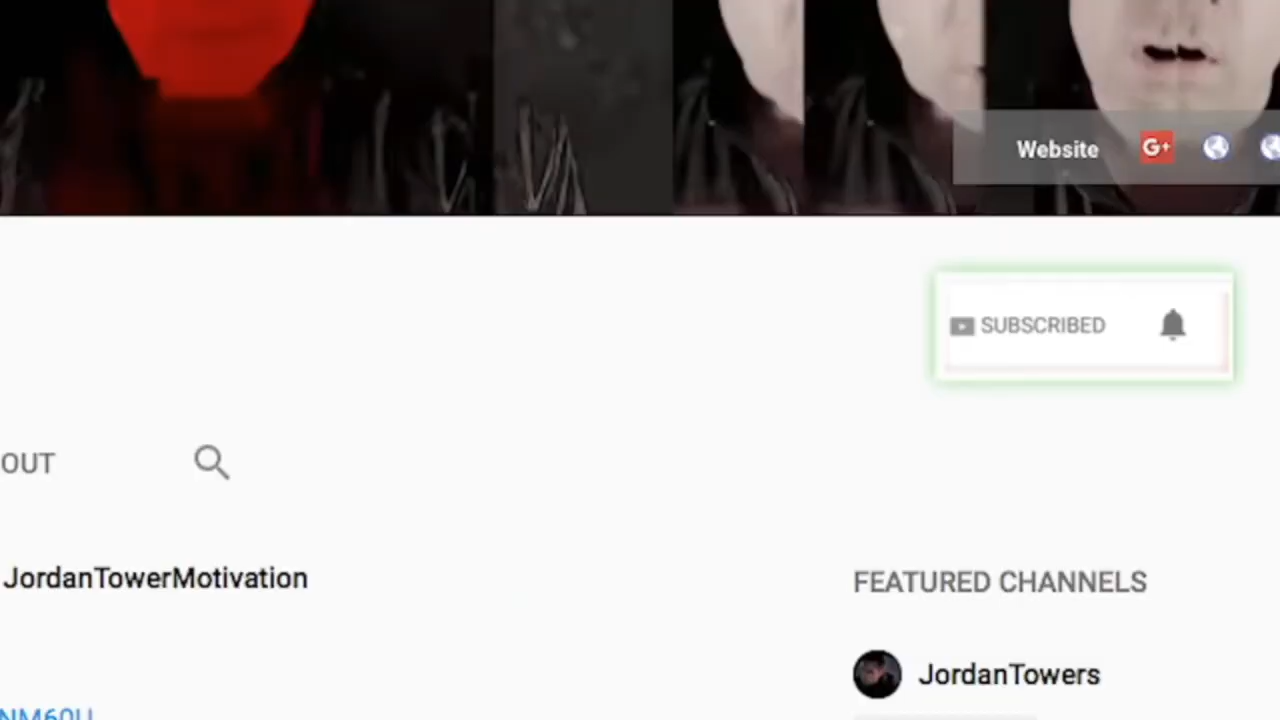 Website G+
SUBSCRIBED
OUT
JordanTowerMotivation
FEATURED CHANNELS
JordanTowers